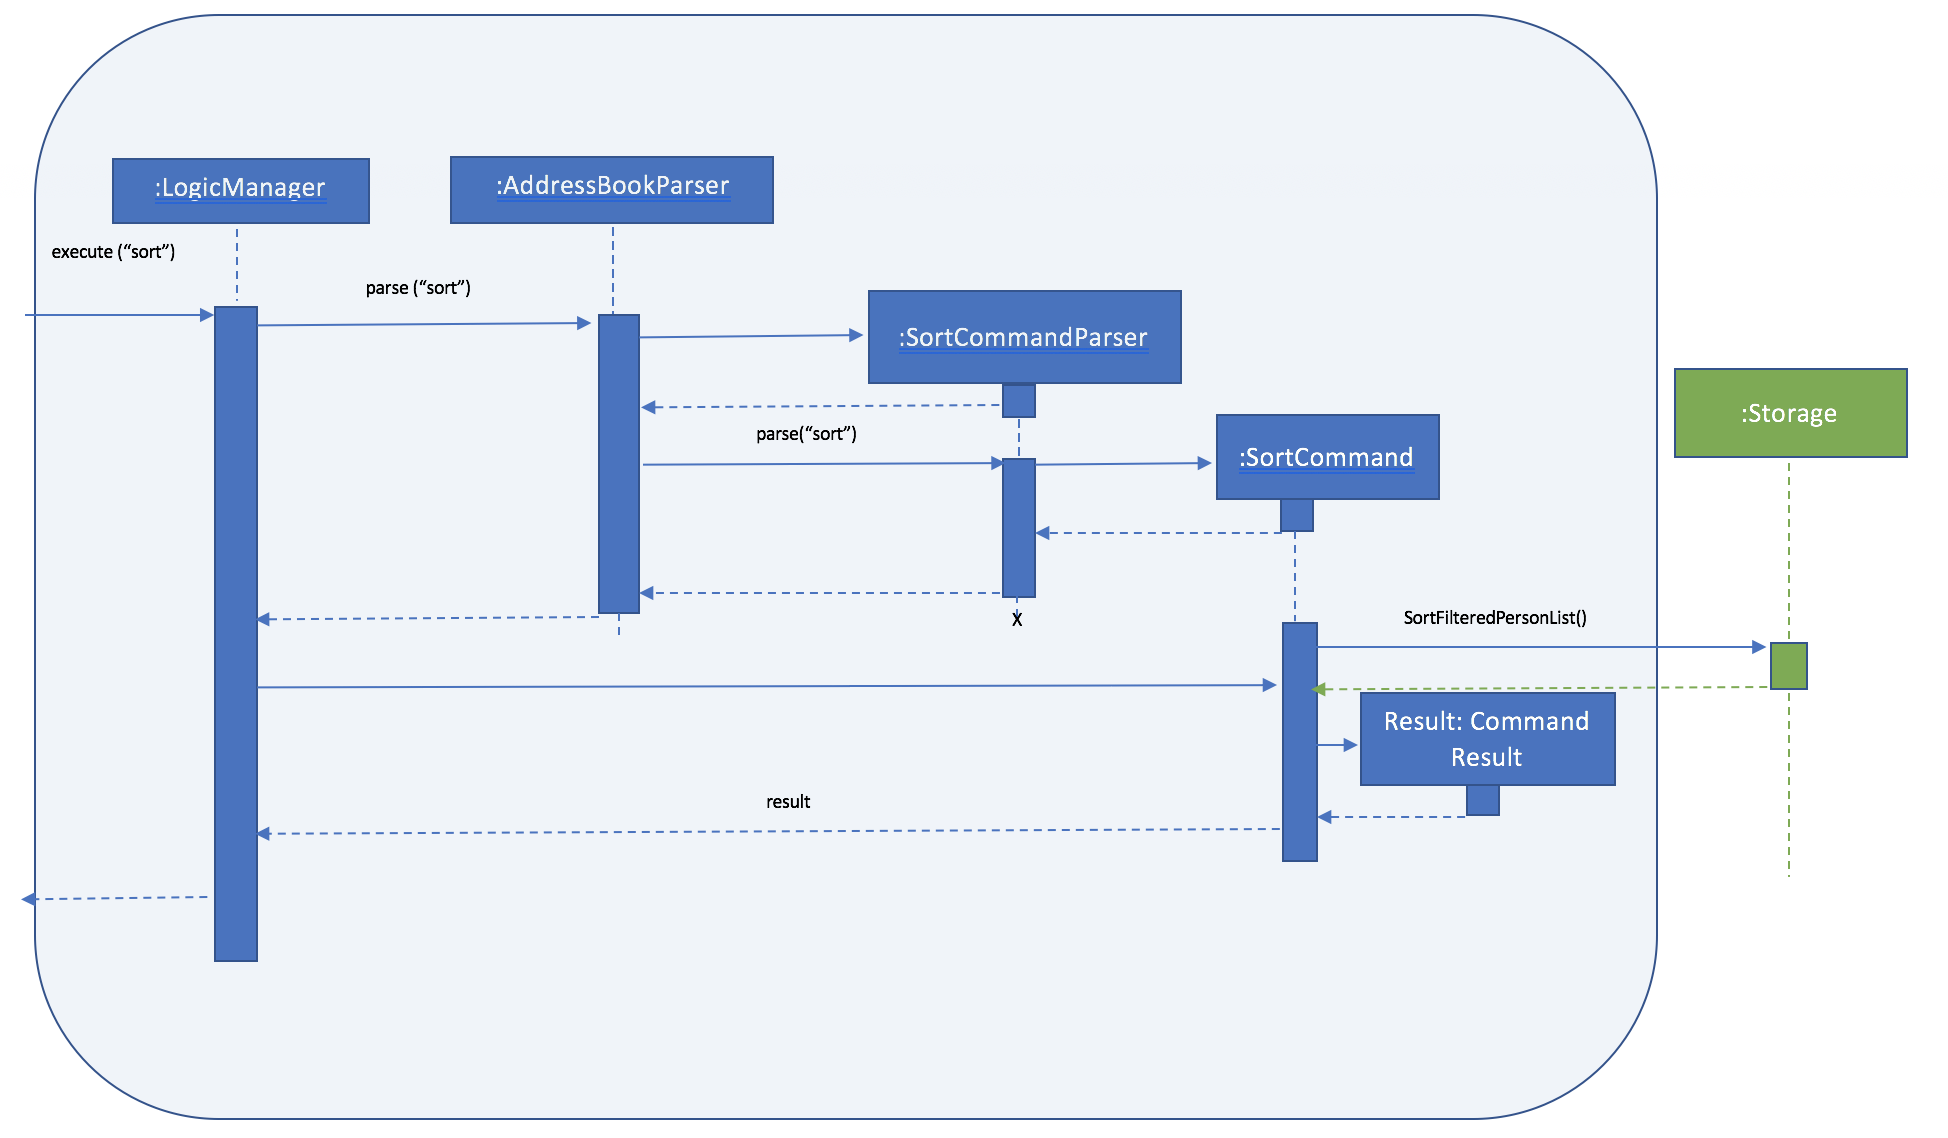 :LogicManager
:AddressBookParser
execute (“sort”)
parse (“sort”)
:SortCommandParser
:Storage
parse(“sort”)
:SortCommand
SortFilteredPersonList()
X
Result: Command
Result
result